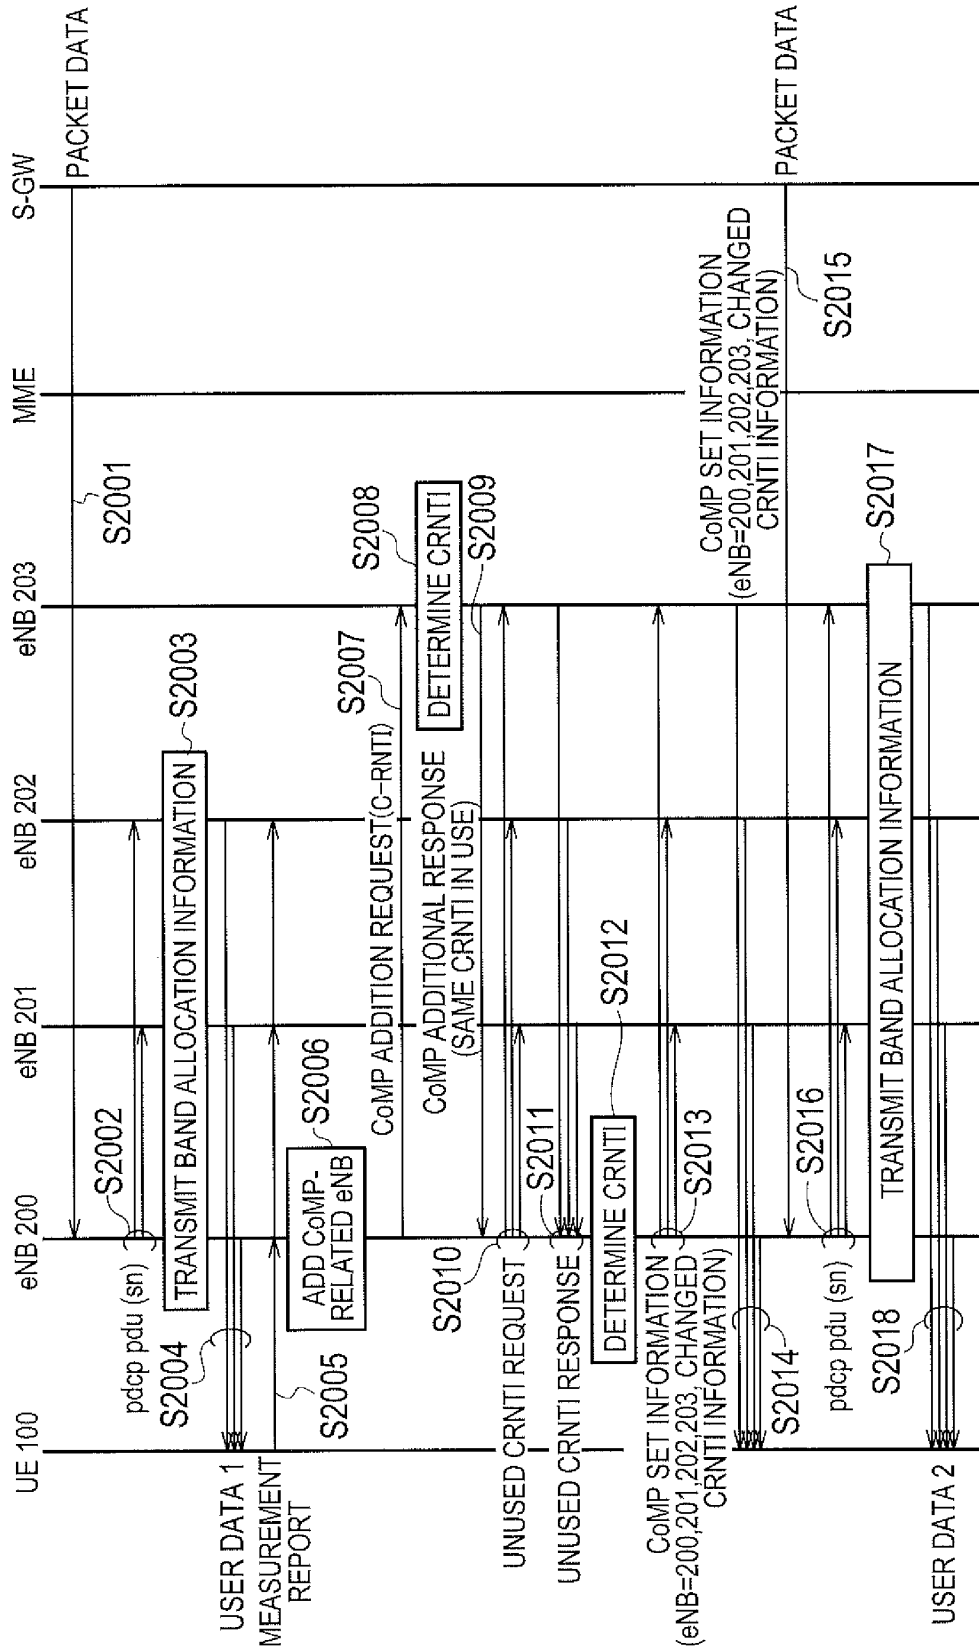 UE 100
eNB 200
eNB 201
eNB 202
eNB 203
MME
S-GW
PACKET DATA
S2001
S2002
pdcp pdu (sn)
TRANSMIT BAND ALLOCATION INFORMATION
S2003
S2004
USER DATA 1
MEASUREMENT
REPORT
S2005
ADD CoMP-
RELATED eNB
S2006
CoMP ADDITION REQUEST(C-RNTI)
S2007
DETERMINE CRNTI
S2008
CoMP ADDITIONAL RESPONSE
(SAME CRNTI IN USE)
S2009
UNUSED CRNTI REQUEST
S2010
UNUSED CRNTI RESPONSE
S2011
DETERMINE CRNTI
S2012
CoMP SET INFORMATION
(eNB=200,201,202,203, CHANGED
CRNTI INFORMATION)
S2013
S2014
CoMP SET INFORMATION
(eNB=200,201,202,203, CHANGED
CRNTI INFORMATION)
PACKET DATA
S2015
pdcp pdu (sn)
S2016
TRANSMIT BAND ALLOCATION INFORMATION
S2017
S2018
USER DATA 2